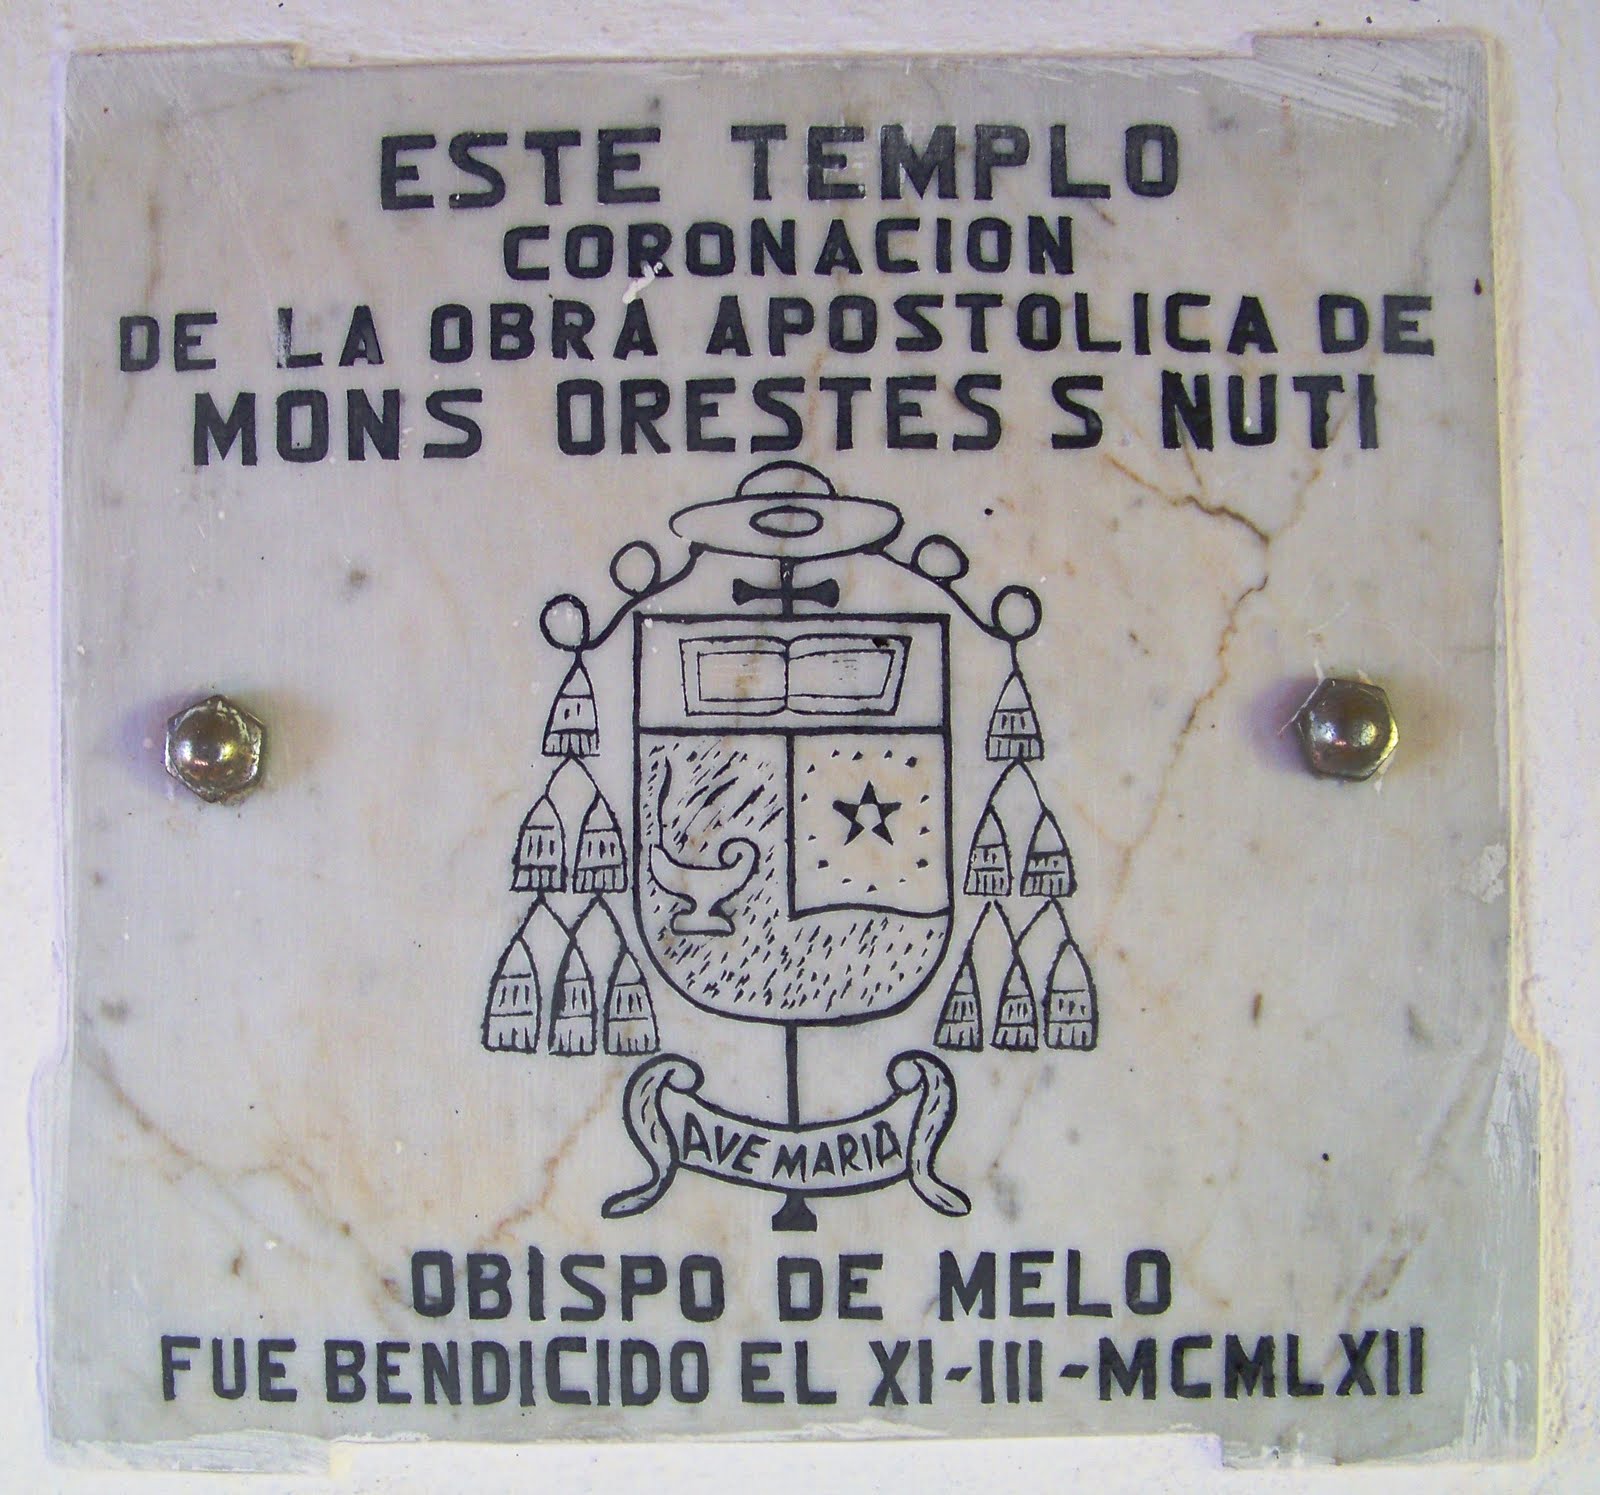 ESTE TEMPLO
CORONACION
DE LA OBRA APOSTOLICA DE
MONS ORESTES S NUTI
AVE MARIA
OBISPO DE MELO
FUE BENDICIDO EL XI-III-MCMLXII